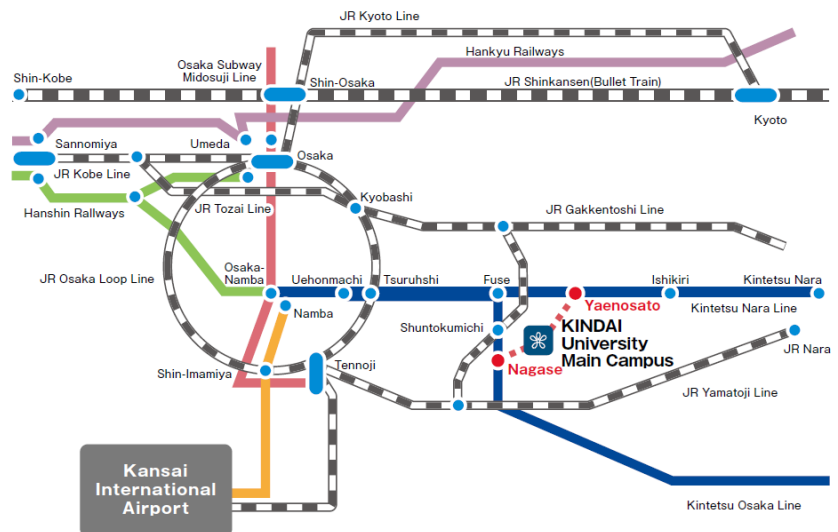 JR Kyoto Line
Hankyu Railways
Osaka Subway
Midosuji Line
Shin-Kobe
Shin-Osaka
JR Shinkansen(Bullet Train)
Kyoto
Sannomiya
Umeda
Osaka
JR Kobe Line
Kyobashi
Hanshin Rallways
JR Tozai Line
JR Gakkentoshi Line
JR Osaka Loop Line
Osaka-
Namba
Uehonmachi
Tsuruhshi
Fuse
Ishikiri
Kintetsu Nara
Yaenosato
Namba
Kintetsu Nara Line
Shuntokumichi
KINDAI
University
Main Campus
JR Nara
Nagase
Shin-Imamiya
Tennoji
JR Yamatoji Line
Kansai
International
Airport
Kintetsu Osaka Line